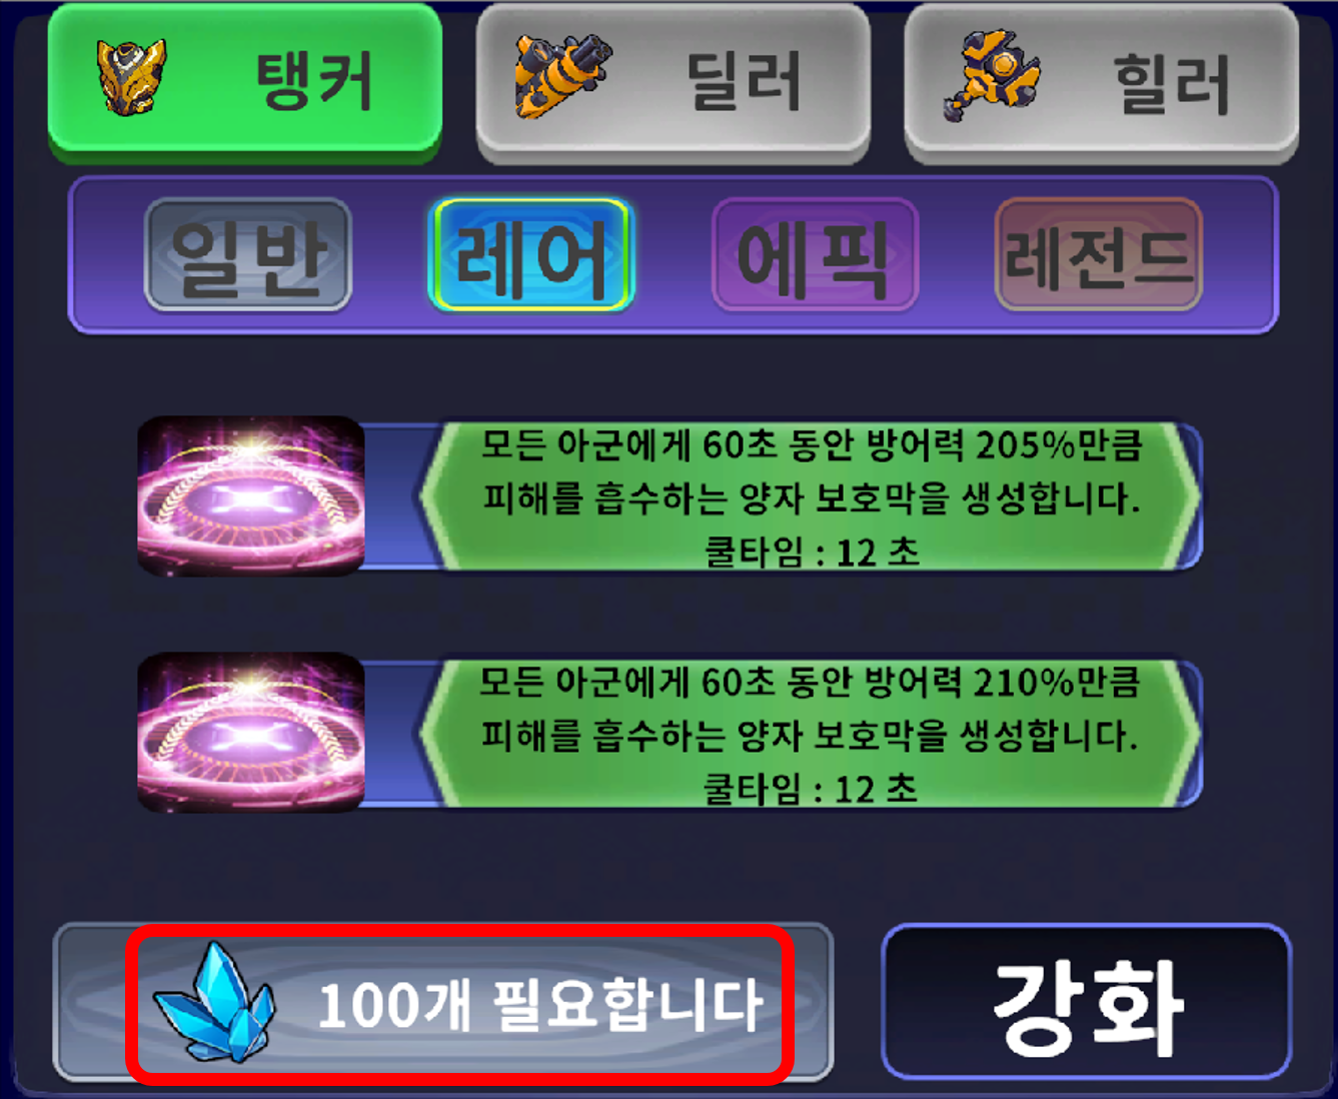 탱커
딜러
힐러
일반
레어
에픽
레전드
모든 아군에게 60초 동안 방어력 205%만큼
피해를 흡수하는 양자 보호막을 생성합니다.
쿨타임 : 12 초
모든 아군에게 60초 동안 방어력 210%만큼
피해를 흡수하는 양자 보호막을 생성합니다.
쿨타임 : 12 초
100개 필요합니다
강화